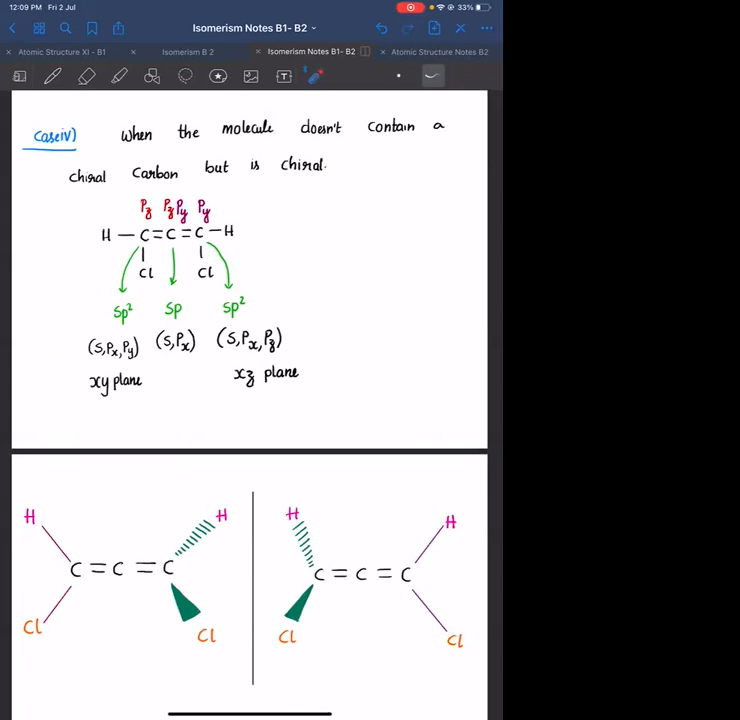 12:09 PM Fri 2 Jul
33%
Isomerism Notes B1- B2
Atomic Structure XI - B1
Isomerism B 2
Isomerism Notes B1- B2
Atomic Structure Notes B2
Case iv) When the molecule doesn't contain a
chiral Carbon but is chiral.
Pz Pz Py Py
H — C = C = C — H
Cl Cl
Sp² Sp Sp²
(S,Px,Py) (S,Px) (S,Px,Pz)
xy plane xz plane
H H H H
C = C = C C = C = C
Cl Cl Cl Cl